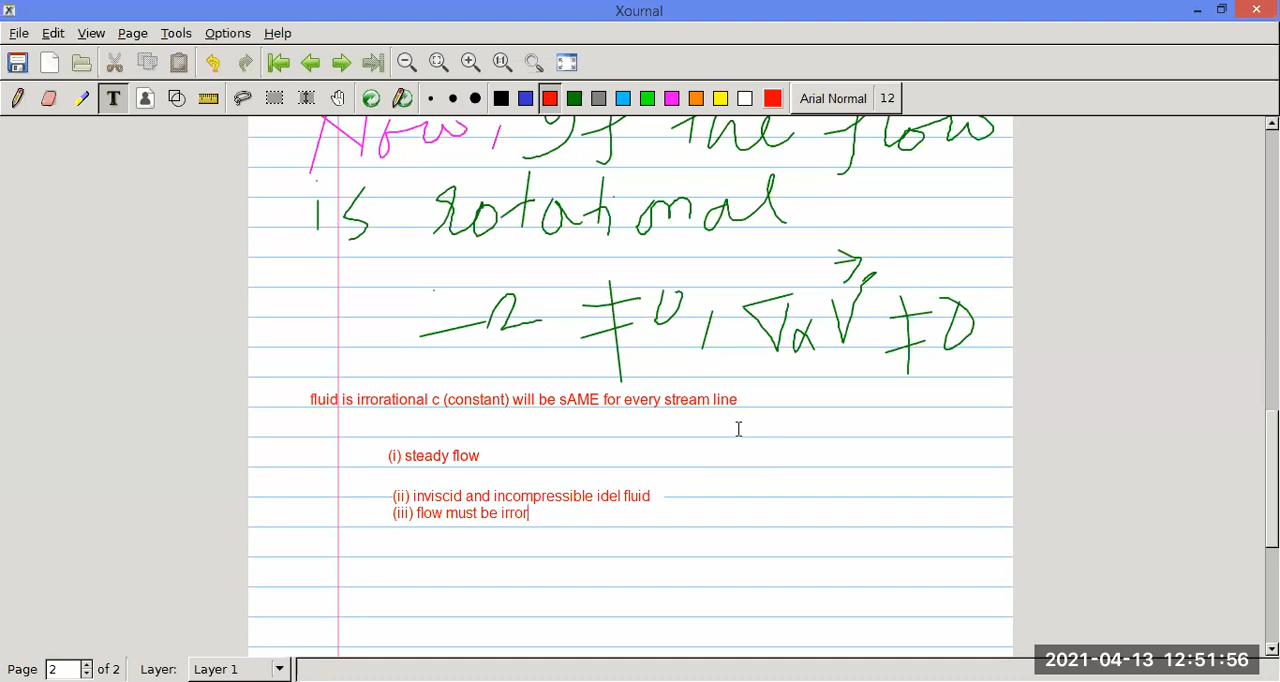 Xournal
File Edit View Page Tools Options Help
T Arial Normal 12
Now, If the flow
is rotational
Ω ≠ 0, ∇x V⃗ ≠ 0
fluid is irrorational c (constant) will be sAME for every stream line
(i) steady flow
(ii) inviscid and incompressible idel fluid
(iii) flow must be irror
Page 2 of 2 Layer: Layer 1
2021-04-13 12:51:56